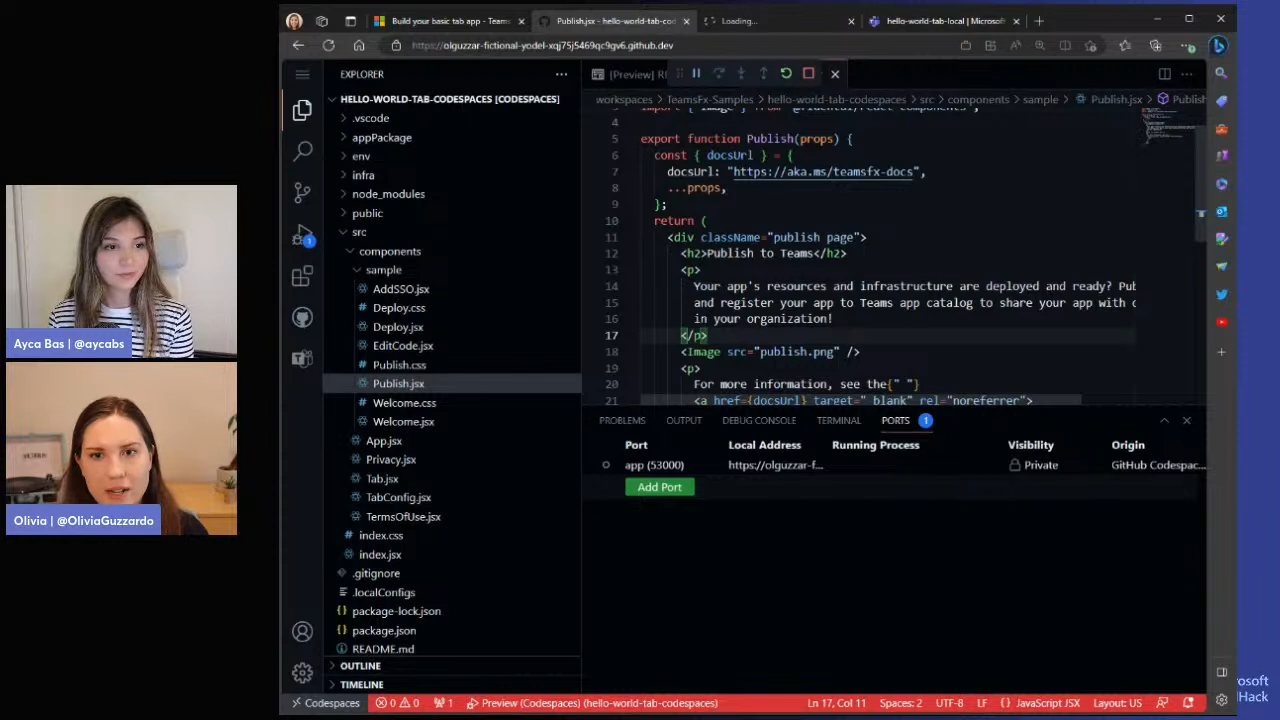 Build your basic tab app - Teams
Publish.jsx - hello-world-tab-cod
Loading...
hello-world-tab-local | Microsoft
https://olguzzar-fictional-yodel-xqj75j5469qc9gv6.github.dev
EXPLORER
HELLO-WORLD-TAB-CODESPACES [CODESPACES]
.vscode
appPackage
env
infra
node_modules
public
src
components
sample
AddSSO.jsx
Deploy.css
Deploy.jsx
EditCode.jsx
Publish.css
Publish.jsx
Welcome.css
Welcome.jsx
App.jsx
Privacy.jsx
Tab.jsx
TabConfig.jsx
TermsOfUse.jsx
index.css
index.jsx
.gitignore
.localConfigs
package-lock.json
package.json
README.md
OUTLINE
TIMELINE
[Preview]
workspaces > TeamsFx-Samples > hello-world-tab-codespaces > src > components > sample > Publish.jsx > Publish
4
5 export function Publish(props) {
6 const { docsUrl } = {
7 docsUrl: "https://aka.ms/teamsfx-docs",
8 ...props,
9 };
10 return (
11 <div className="publish page">
12 <h2>Publish to Teams</h2>
13 <p>
14 Your app's resources and infrastructure are deployed and ready? Pub
15 and register your app to Teams app catalog to share your app with o
16 in your organization!
17 </p>
18 <Image src="publish.png" />
19 <p>
20 For more information, see the{" "}
21 <a href={docsUrl} target="_blank" rel="noreferrer">
PROBLEMS OUTPUT DEBUG CONSOLE TERMINAL PORTS 1
Port Local Address Running Process Visibility Origin
app (53000) https://olguzzar-f... Private GitHub Codespac...
Add Port
Codespaces 0 0 1 Preview (Codespaces) (hello-world-tab-codespaces) Ln 17, Col 11 Spaces: 2 UTF-8 LF {} JavaScript JSX Layout: US
Ayca Bas | @aycabs
Olivia | @OliviaGuzzardo
rosoft
Hack